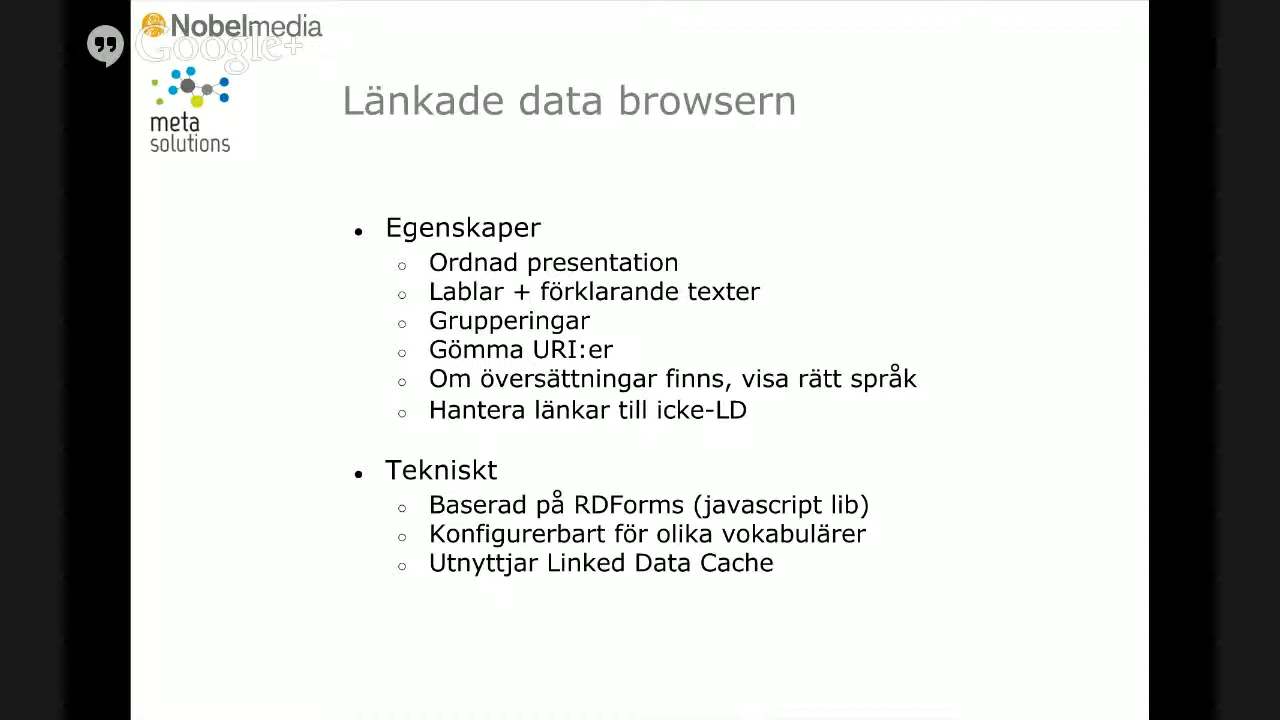 Nobelmedia
Google+
meta
solutions
Länkade data browsern
● Egenskaper
○ Ordnad presentation
○ Lablar + förklarande texter
○ Grupperingar
○ Gömma URI:er
○ Om översättningar finns, visa rätt språk
○ Hantera länkar till icke-LD
● Tekniskt
○ Baserad på RDForms (javascript lib)
○ Konfigurerbart för olika vokabulärer
○ Utnyttjar Linked Data Cache